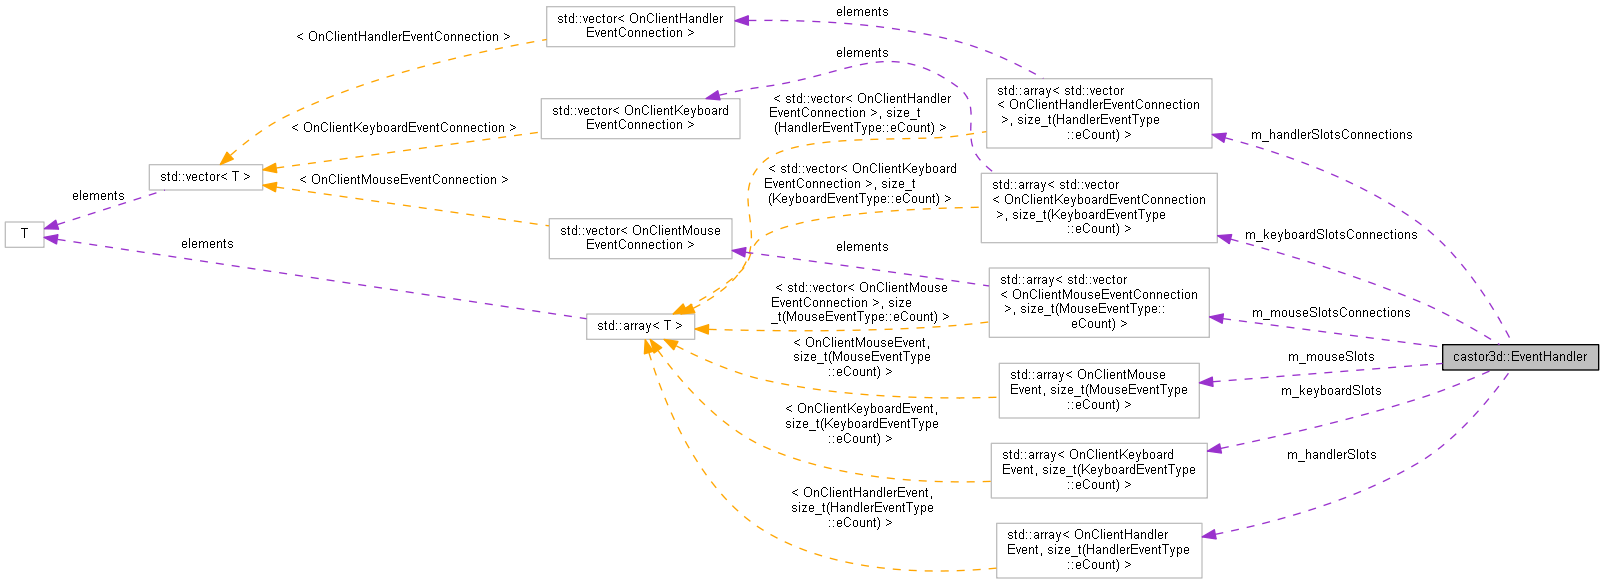 std::vector< OnClientHandler
EventConnection >
elements
< OnClientHandlerEventConnection >
elements
std::array< std::vector
< OnClientHandlerEventConnection
>, size_t(HandlerEventType
::eCount) >
std::vector< OnClientKeyboard
EventConnection >
< std::vector< OnClientHandler
EventConnection >, size_t
(HandlerEventType::eCount) >
< OnClientKeyboardEventConnection >
m_handlerSlotsConnections
std::vector< T >
< OnClientMouseEventConnection >
< std::vector< OnClientKeyboard
EventConnection >, size_t
(KeyboardEventType::eCount) >
std::array< std::vector
< OnClientKeyboardEventConnection
>, size_t(KeyboardEventType
::eCount) >
elements
T
elements
std::vector< OnClientMouse
EventConnection >
elements
m_keyboardSlotsConnections
std::array< std::vector
< OnClientMouseEventConnection
>, size_t(MouseEventType::
eCount) >
< std::vector< OnClientMouse
EventConnection >, size
_t(MouseEventType::eCount) >
m_mouseSlotsConnections
std::array< T >
< OnClientMouseEvent,
size_t(MouseEventType
::eCount) >
m_mouseSlots
castor3d::EventHandler
std::array< OnClientMouse
Event, size_t(MouseEventType
::eCount) >
m_keyboardSlots
< OnClientKeyboardEvent,
size_t(KeyboardEventType
::eCount) >
std::array< OnClientKeyboard
Event, size_t(KeyboardEventType
::eCount) >
m_handlerSlots
< OnClientHandlerEvent,
size_t(HandlerEventType
::eCount) >
std::array< OnClientHandler
Event, size_t(HandlerEventType
::eCount) >